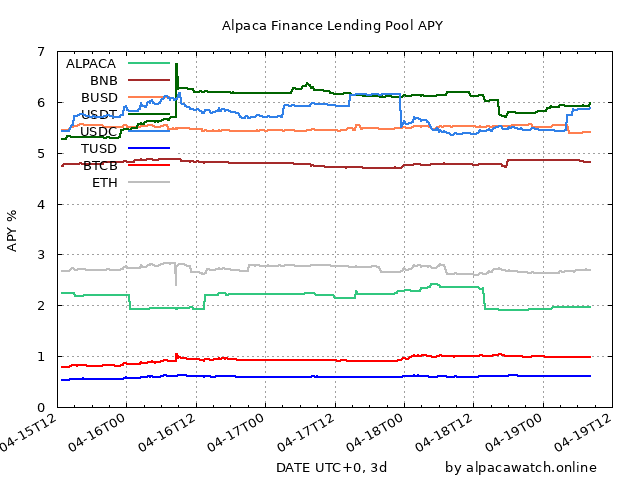 Alpaca Finance Lending Pool APY
7
6
5
4
3
2
1
0
APY %
ALPACA
BNB
BUSD
USDT
USDC
TUSD
BTCB
ETH
04-15T12
04-16T00
04-16T12
04-17T00
04-17T12
04-18T00
04-18T12
04-19T00
04-19T12
DATE UTC+0, 3d
by alpacawatch.online